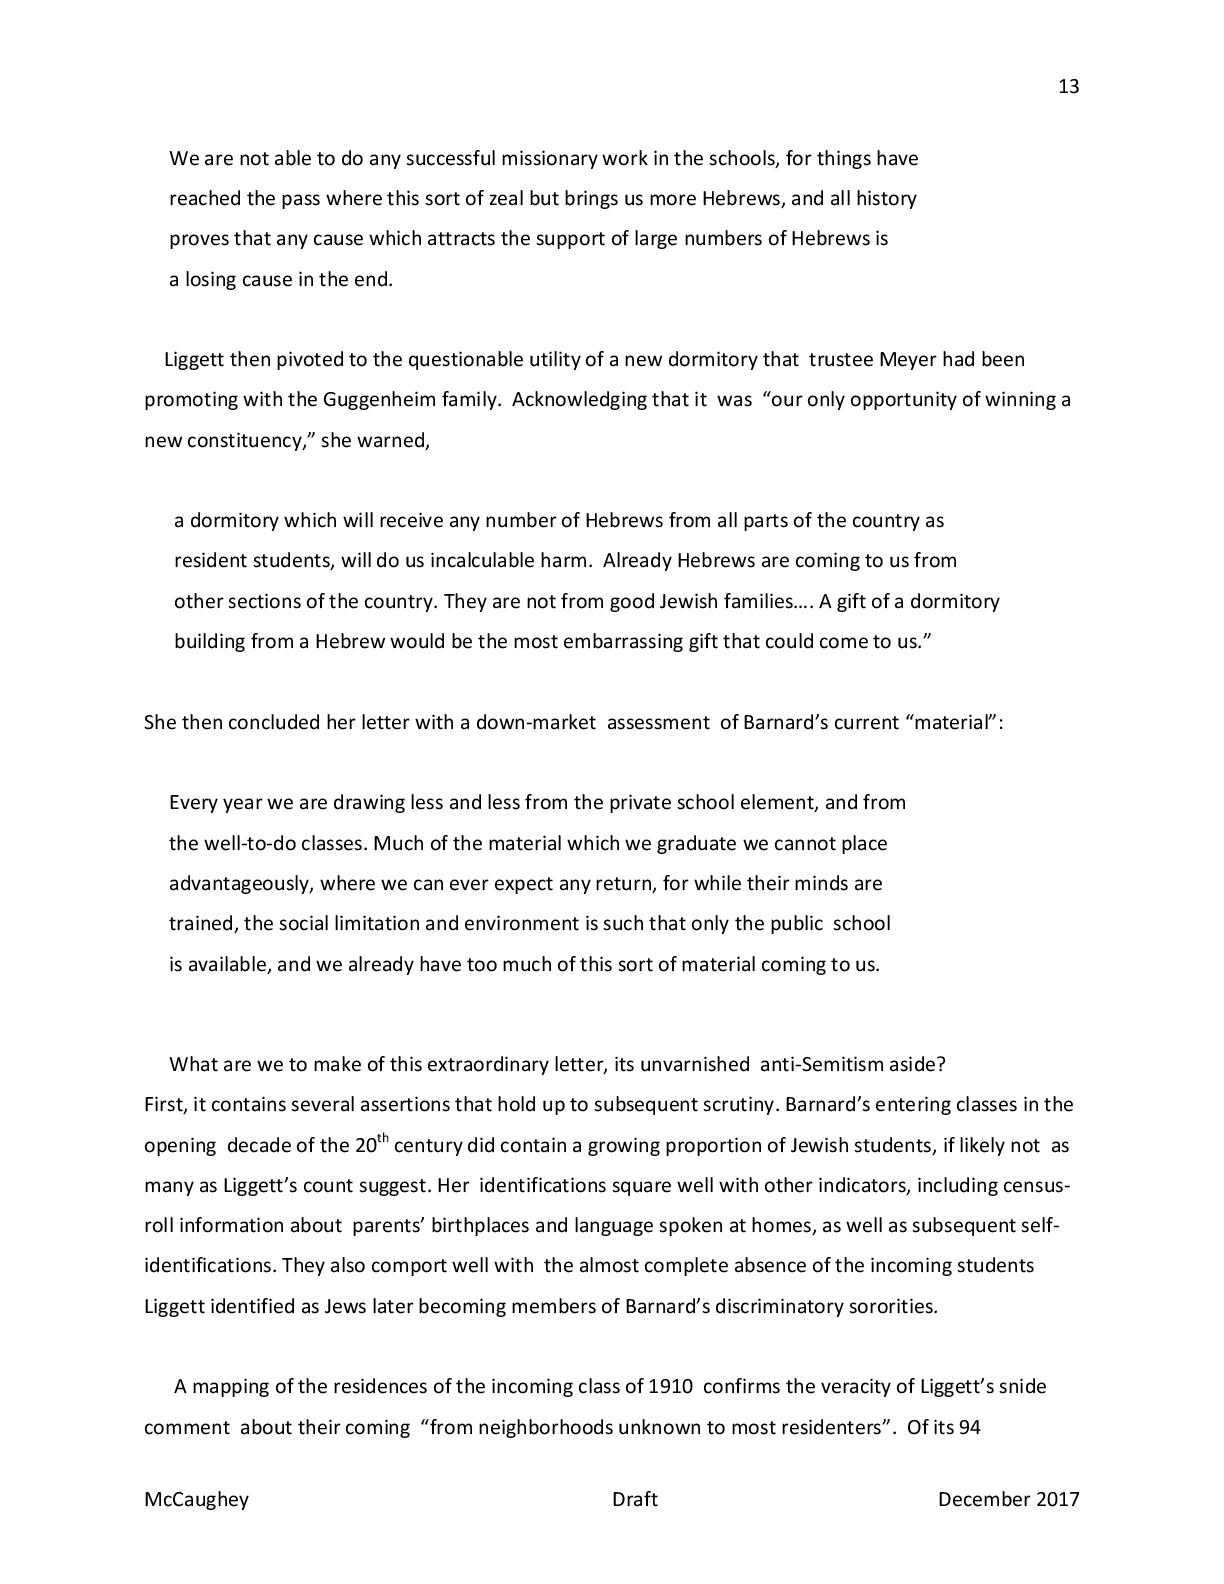 13
We are not able to do any successful missionary work in the schools, for things have
reached the pass where this sort of zeal but brings us more Hebrews, and all history
proves that any cause which attracts the support of large numbers of Hebrews is
a losing cause in the end.
Liggett then pivoted to the questionable utility of a new dormitory that trustee Meyer had been
promoting with the Guggenheim family. Acknowledging that it was “our only opportunity of winning a
new constituency,” she warned,
a dormitory which will receive any number of Hebrews from all parts of the country as
resident students, will do us incalculable harm. Already Hebrews are coming to us from
other sections of the country. They are not from good Jewish families…. A gift of a dormitory
building from a Hebrew would be the most embarrassing gift that could come to us.”
She then concluded her letter with a down-market assessment of Barnard’s current “material”:
Every year we are drawing less and less from the private school element, and from
the well-to-do classes. Much of the material which we graduate we cannot place
advantageously, where we can ever expect any return, for while their minds are
trained, the social limitation and environment is such that only the public school
is available, and we already have too much of this sort of material coming to us.
What are we to make of this extraordinary letter, its unvarnished anti-Semitism aside?
First, it contains several assertions that hold up to subsequent scrutiny. Barnard’s entering classes in the
opening decade of the 20th century did contain a growing proportion of Jewish students, if likely not as
many as Liggett’s count suggest. Her identifications square well with other indicators, including census-
roll information about parents’ birthplaces and language spoken at homes, as well as subsequent self-
identifications. They also comport well with the almost complete absence of the incoming students
Liggett identified as Jews later becoming members of Barnard’s discriminatory sororities.
A mapping of the residences of the incoming class of 1910 confirms the veracity of Liggett’s snide
comment about their coming “from neighborhoods unknown to most residenters”. Of its 94
McCaughey Draft December 2017